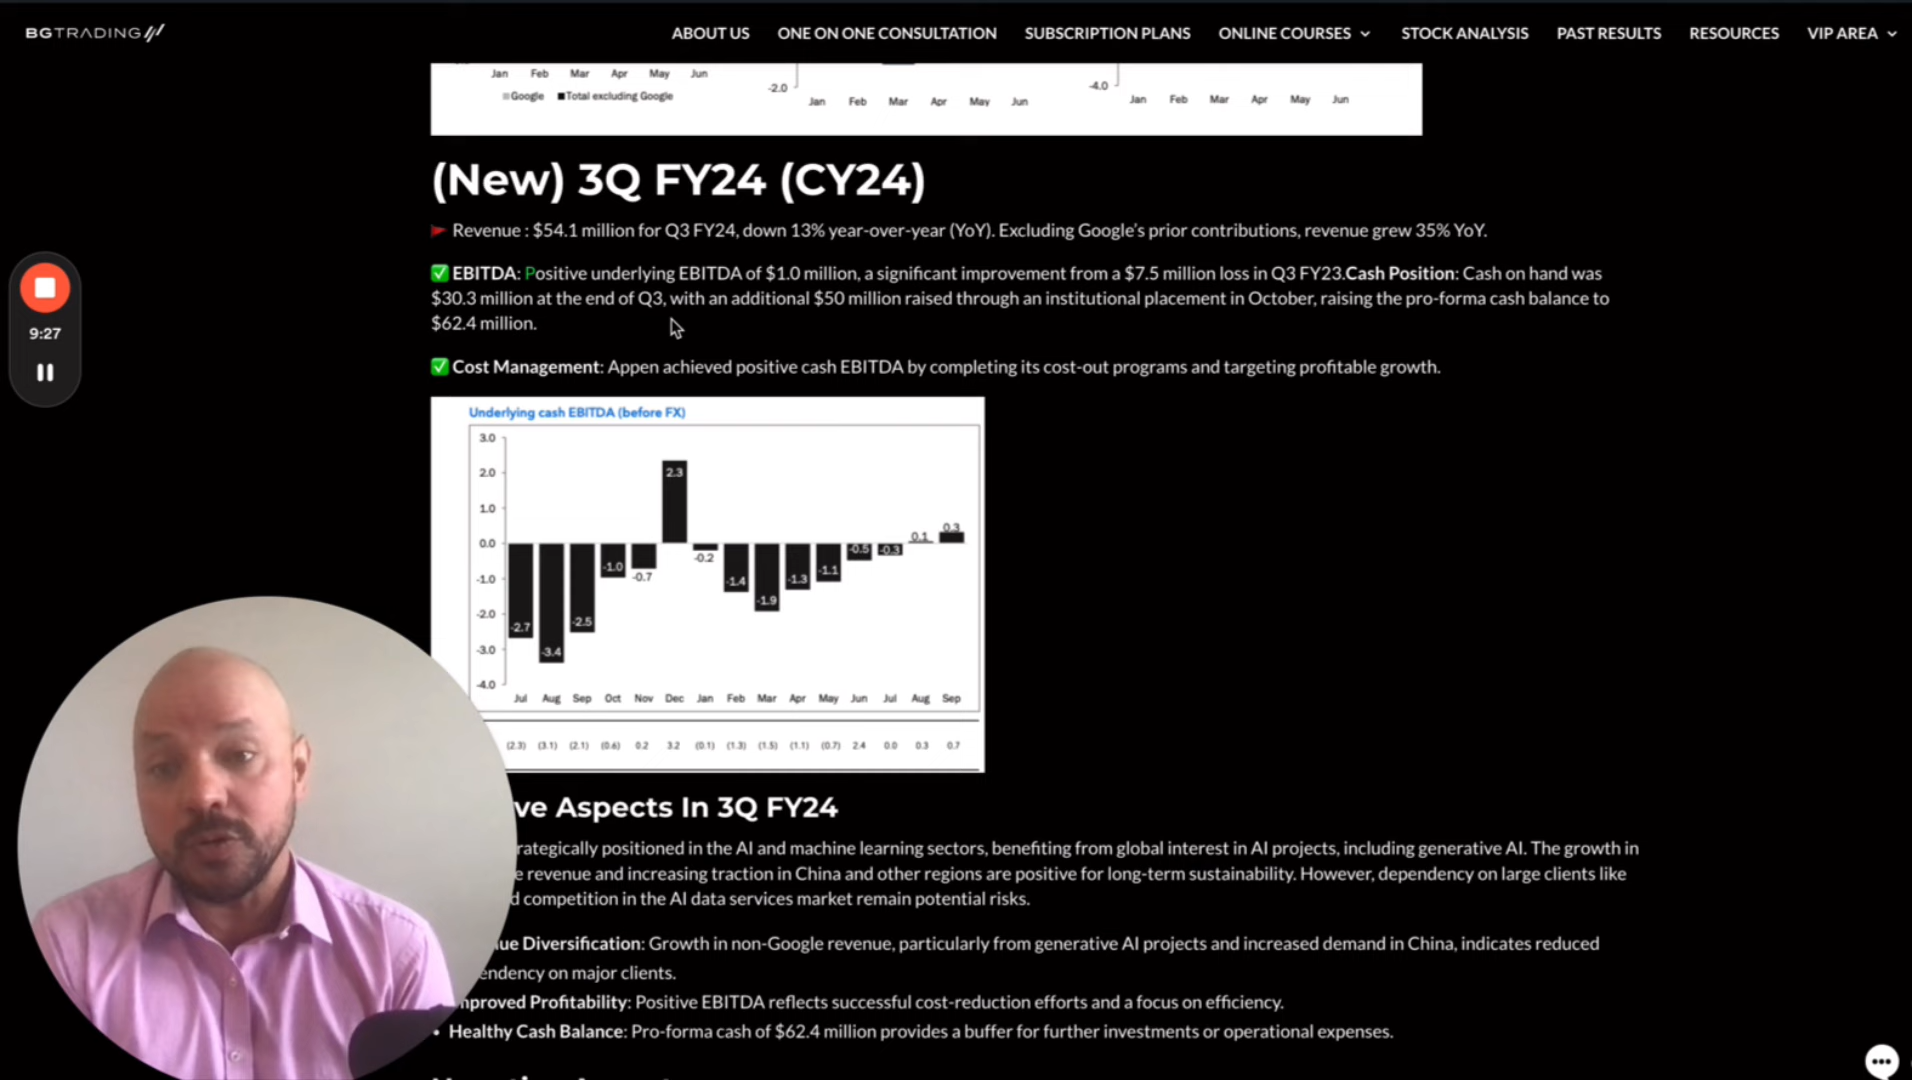 BGTRADING
ABOUT US ONE ON ONE CONSULTATION SUBSCRIPTION PLANS ONLINE COURSES STOCK ANALYSIS PAST RESULTS RESOURCES VIP AREA
Jan Feb Mar Apr May Jun
Google Total excluding Google
-2.0
Jan Feb Mar Apr May Jun
-4.0
Jan Feb Mar Apr May Jun
(New) 3Q FY24 (CY24)
Revenue : $54.1 million for Q3 FY24, down 13% year-over-year (YoY). Excluding Google's prior contributions, revenue grew 35% YoY.
✅ EBITDA: Positive underlying EBITDA of $1.0 million, a significant improvement from a $7.5 million loss in Q3 FY23.Cash Position: Cash on hand was
$30.3 million at the end of Q3, with an additional $50 million raised through an institutional placement in October, raising the pro-forma cash balance to
$62.4 million.
✅ Cost Management: Appen achieved positive cash EBITDA by completing its cost-out programs and targeting profitable growth.
9:27
Underlying cash EBITDA (before FX)
3.0
2.0
1.0
0.0
-1.0
-2.0
-3.0
-4.0
-2.7 -3.4 -2.5 -1.0 -0.7 2.3 -0.2 -1.4 -1.9 -1.3 -1.1 -0.5 -0.3 0.1 0.3
Jul Aug Sep Oct Nov Dec Jan Feb Mar Apr May Jun Jul Aug Sep
(2.3) (3.1) (2.1) (0.6) 0.2 3.2 (0.1) (1.3) (1.5) (1.1) (0.7) 2.4 0.0 0.3 0.7
ve Aspects In 3Q FY24
rategically positioned in the AI and machine learning sectors, benefiting from global interest in AI projects, including generative AI. The growth in
e revenue and increasing traction in China and other regions are positive for long-term sustainability. However, dependency on large clients like
d competition in the AI data services market remain potential risks.
ue Diversification: Growth in non-Google revenue, particularly from generative AI projects and increased demand in China, indicates reduced
endency on major clients.
mproved Profitability: Positive EBITDA reflects successful cost-reduction efforts and a focus on efficiency.
• Healthy Cash Balance: Pro-forma cash of $62.4 million provides a buffer for further investments or operational expenses.